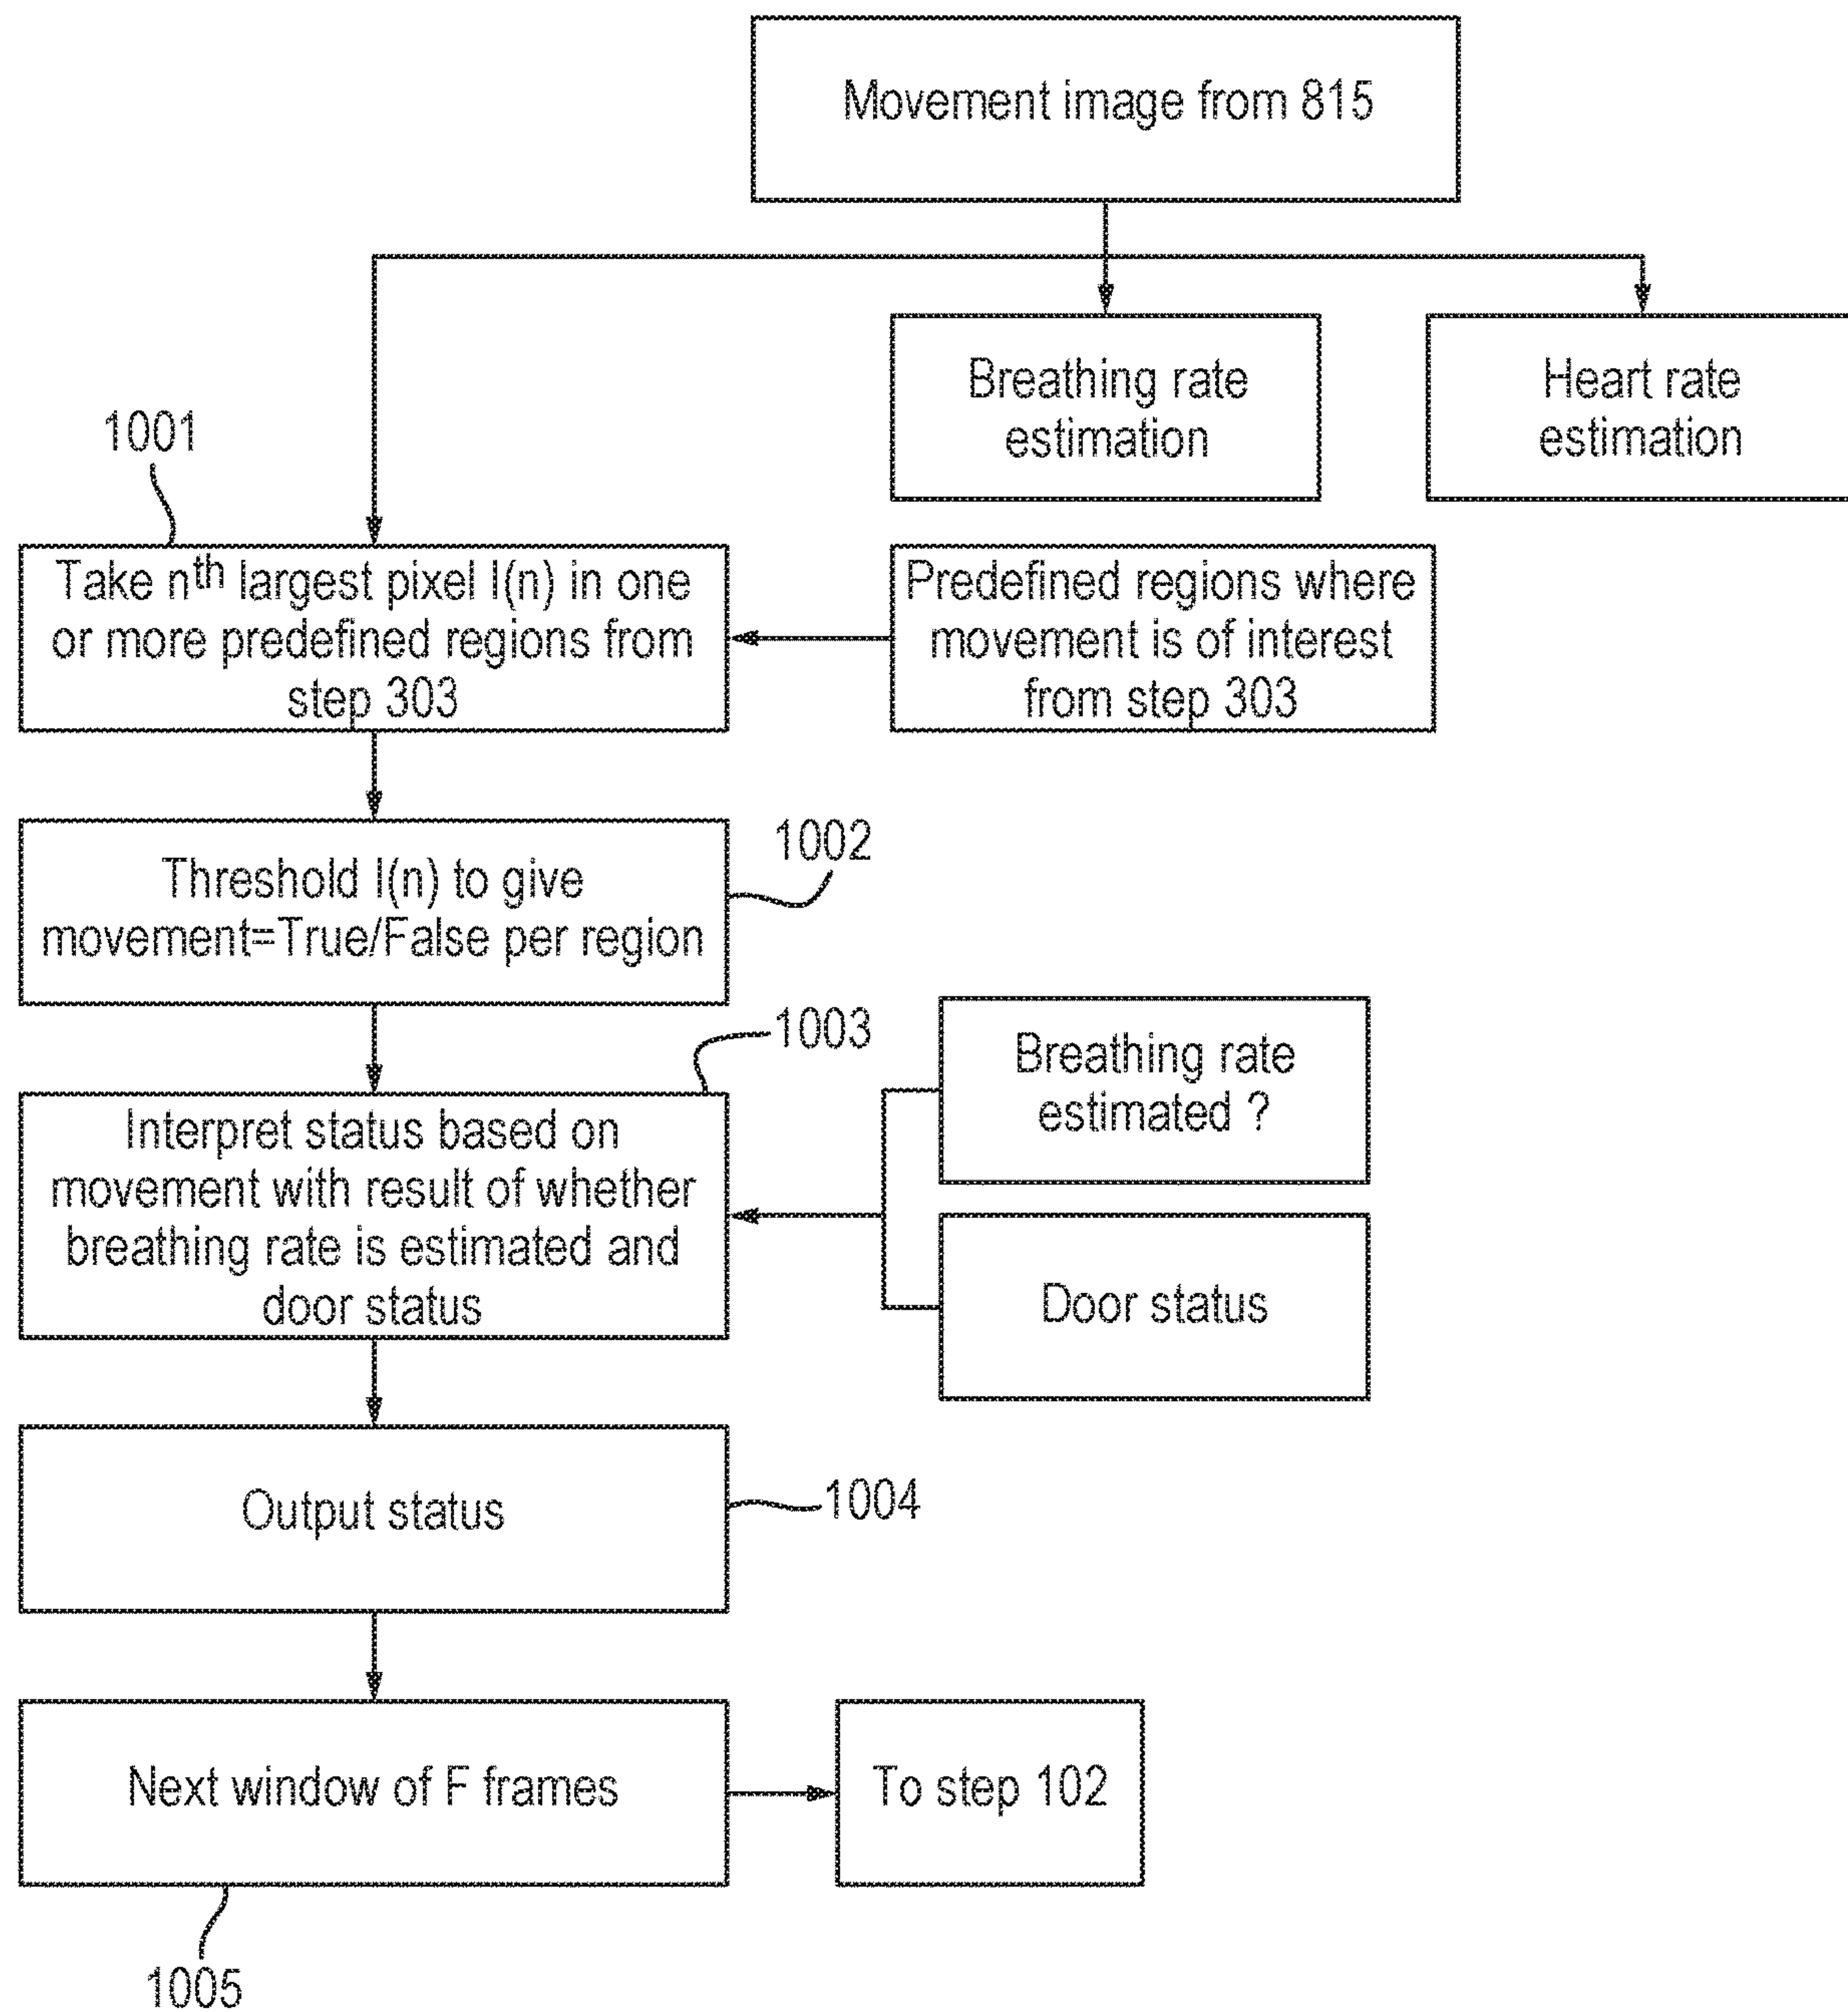 Movement image from 815
Breathing rate
estimation
Heart rate
estimation
1001
Take nth largest pixel I(n) in one
or more predefined regions from
step 303
Predefined regions where
movement is of interest
from step 303
Threshold I(n) to give
movement=True/False per region
1002
1003
Interpret status based on
movement with result of whether
breathing rate is estimated and
door status
Breathing rate
estimated ?
Door status
Output status
1004
Next window of F frames
To step 102
1005